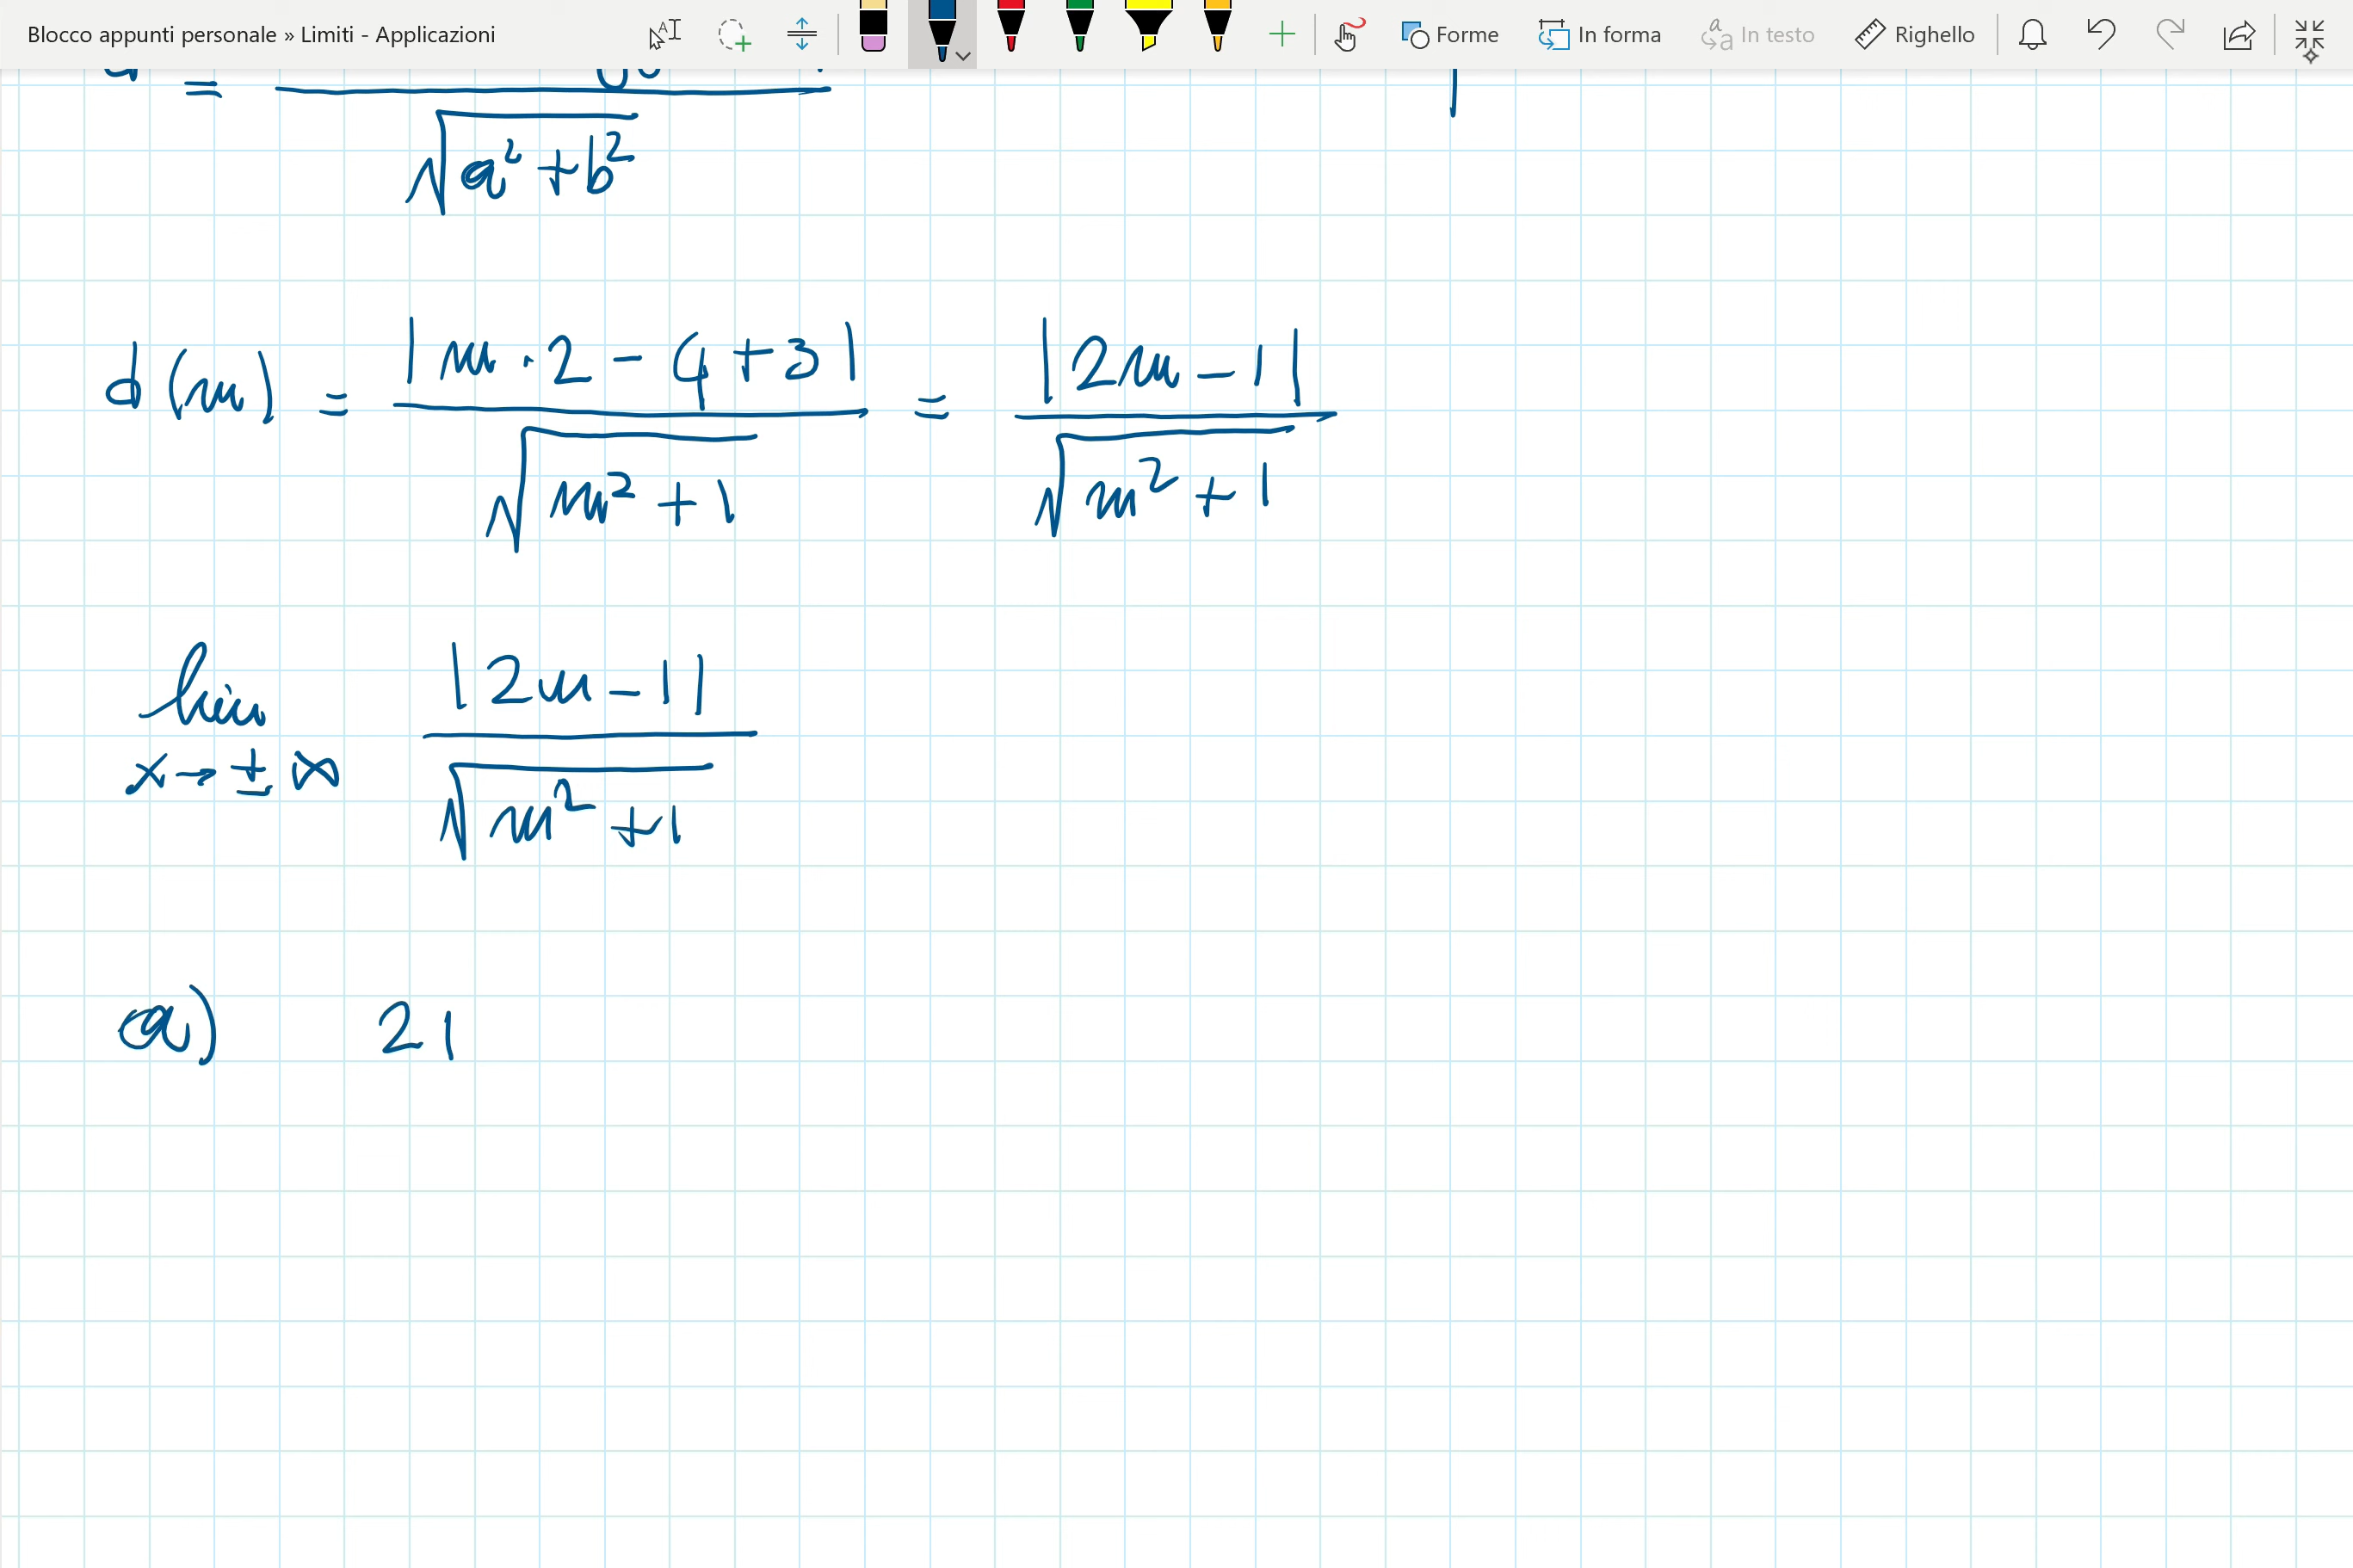 Blocco appunti personale » Limiti - Applicazioni Forme In forma In testo Righello
d = / √(a² + b²)
d(m) = |m · 2 - 4 + 3| / √(m² + 1) = |2m - 1| / √(m² + 1)
lim x → ± ∞ |2m - 1| / √(m² + 1)
a) 21